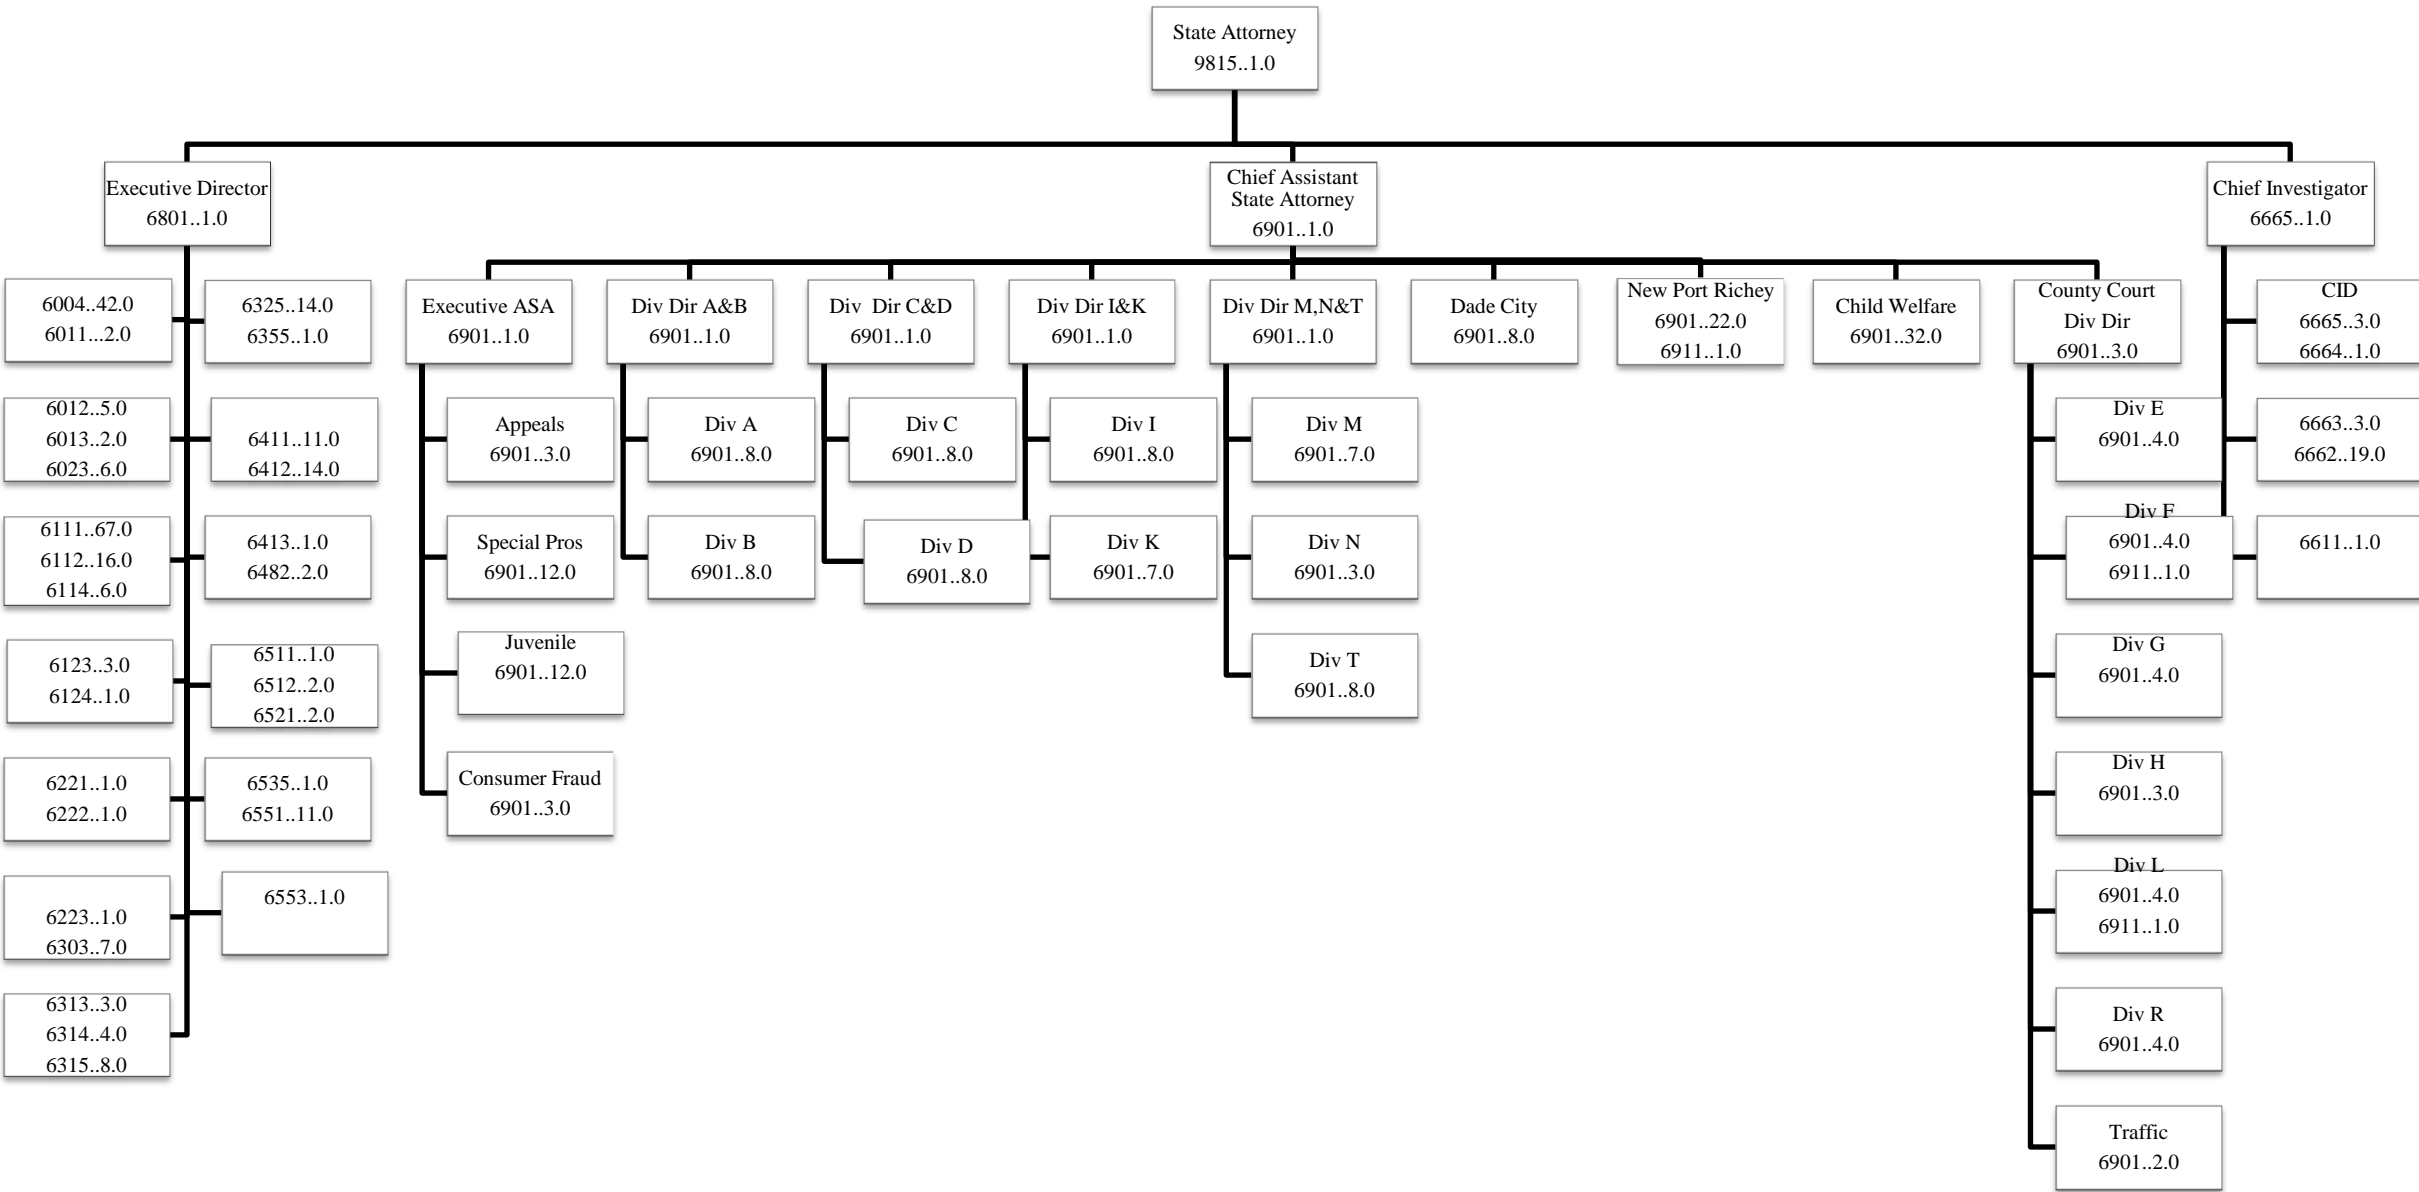 State Attorney
9815..1.0
Executive Director
6801..1.0
Chief Assistant
State Attorney
6901..1.0
Chief Investigator
6665..1.0
6004..42.0
6011...2.0
6325..14.0
6355..1.0
6012..5.0
6013..2.0
6023..6.0
6411..11.0
6412..14.0
6111..67.0
6112..16.0
6114..6.0
6413..1.0
6482..2.0
6123..3.0
6124..1.0
6511..1.0
6512..2.0
6521..2.0
6221..1.0
6222..1.0
6535..1.0
6551..11.0
6223..1.0
6303..7.0
6553..1.0
6313..3.0
6314..4.0
6315..8.0
Executive ASA
6901..1.0
Appeals
6901..3.0
Special Pros
6901..12.0
Juvenile
6901..12.0
Consumer Fraud
6901..3.0
Div Dir A&B
6901..1.0
Div A
6901..8.0
Div B
6901..8.0
Div  Dir C&D
6901..1.0
Div C
6901..8.0
Div D
6901..8.0
Div Dir I&K
6901..1.0
Div I
6901..8.0
Div K
6901..7.0
Div Dir M,N&T
6901..1.0
Div M
6901..7.0
Div N
6901..3.0
Div T
6901..8.0
Dade City
6901..8.0
New Port Richey
6901..22.0
6911..1.0
Child Welfare
6901..32.0
County Court
Div Dir
6901..3.0
Div E
6901..4.0
Div F
6901..4.0
6911..1.0
Div G
6901..4.0
Div H
6901..3.0
Div L
6901..4.0
6911..1.0
Div R
6901..4.0
Traffic
6901..2.0
CID
6665..3.0
6664..1.0
6663..3.0
6662..19.0
6611..1.0